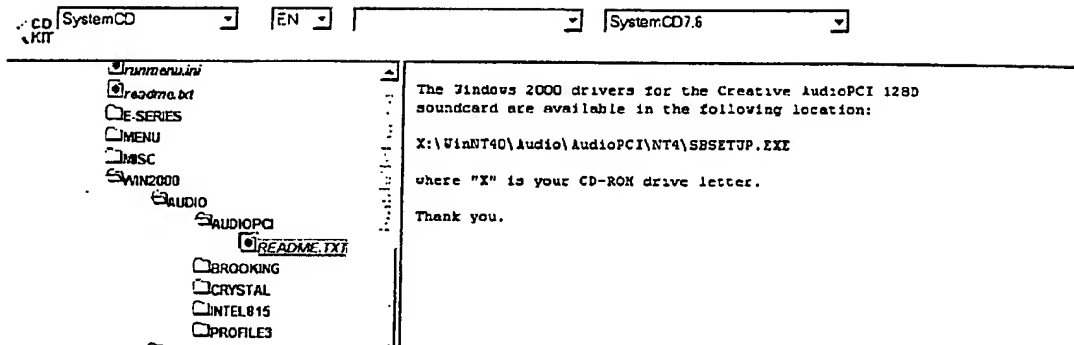 CD KIT
SystemCD
EN
SystemCD7.6
runmenu.ini
readme.txt
E-SERIES
MENU
MISC
WIN2000
AUDIO
AUDIOPCI
README.TXT
BROOKING
CRYSTAL
INTEL815
PROFILE3
The Windows 2000 drivers for the Creative AudioPCI 128D
soundcard are available in the following location:
X:\WinNT40\Audio\AudioPCI\NT4\SBSETUP.EXE
where "X" is your CD-ROM drive letter.
Thank you.